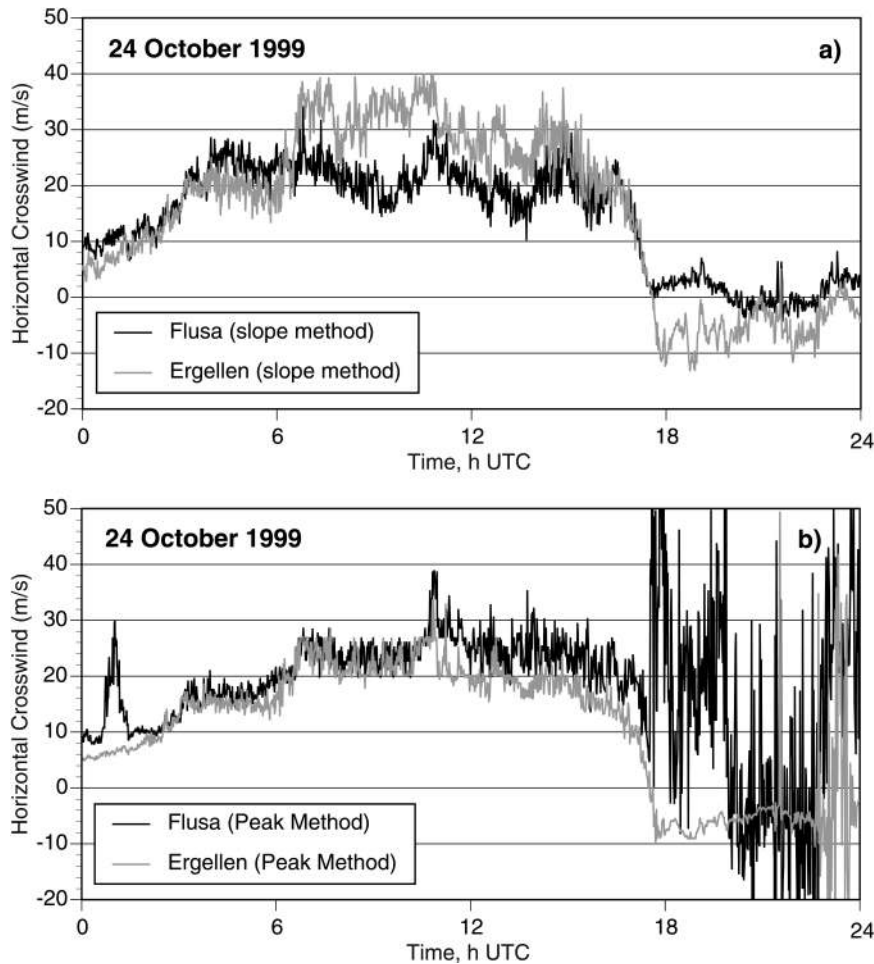 24 October 1999
a)
Horizontal Crosswind (m/s)
50
40
30
20
10
0
-10
-20
Flusa (slope method)
Ergellen (slope method)
0 6 12 18 24
Time, h UTC
24 October 1999
b)
Horizontal Crosswind (m/s)
50
40
30
20
10
0
-10
-20
Flusa (Peak Method)
Ergellen (Peak Method)
0 6 12 18 24
Time, h UTC